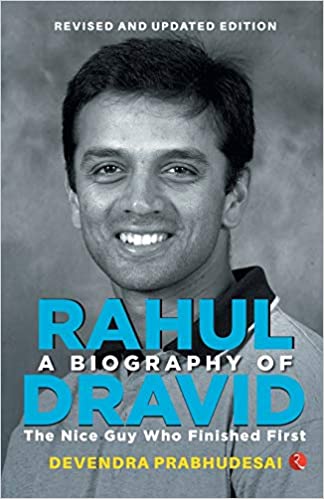 REVISED AND UPDATED EDITION
RAHUL
A BIOGRAPHY OF
DRAVID
The Nice Guy Who Finished First
DEVENDRA PRABHUDESAI